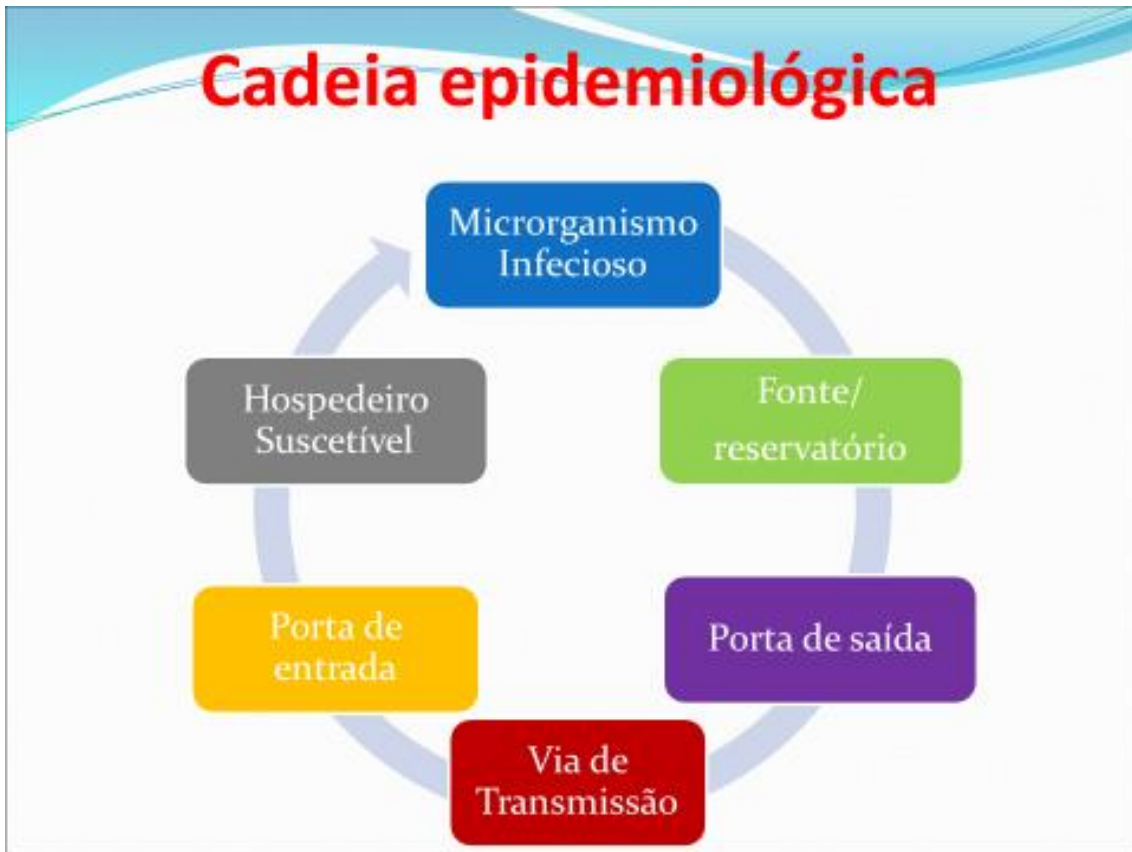 Cadeia epidemiológica
Microrganismo
Infecioso
Fonte/
reservatório
Porta de saída
Via de
Transmissão
Porta de
entrada
Hospedeiro
Suscetível